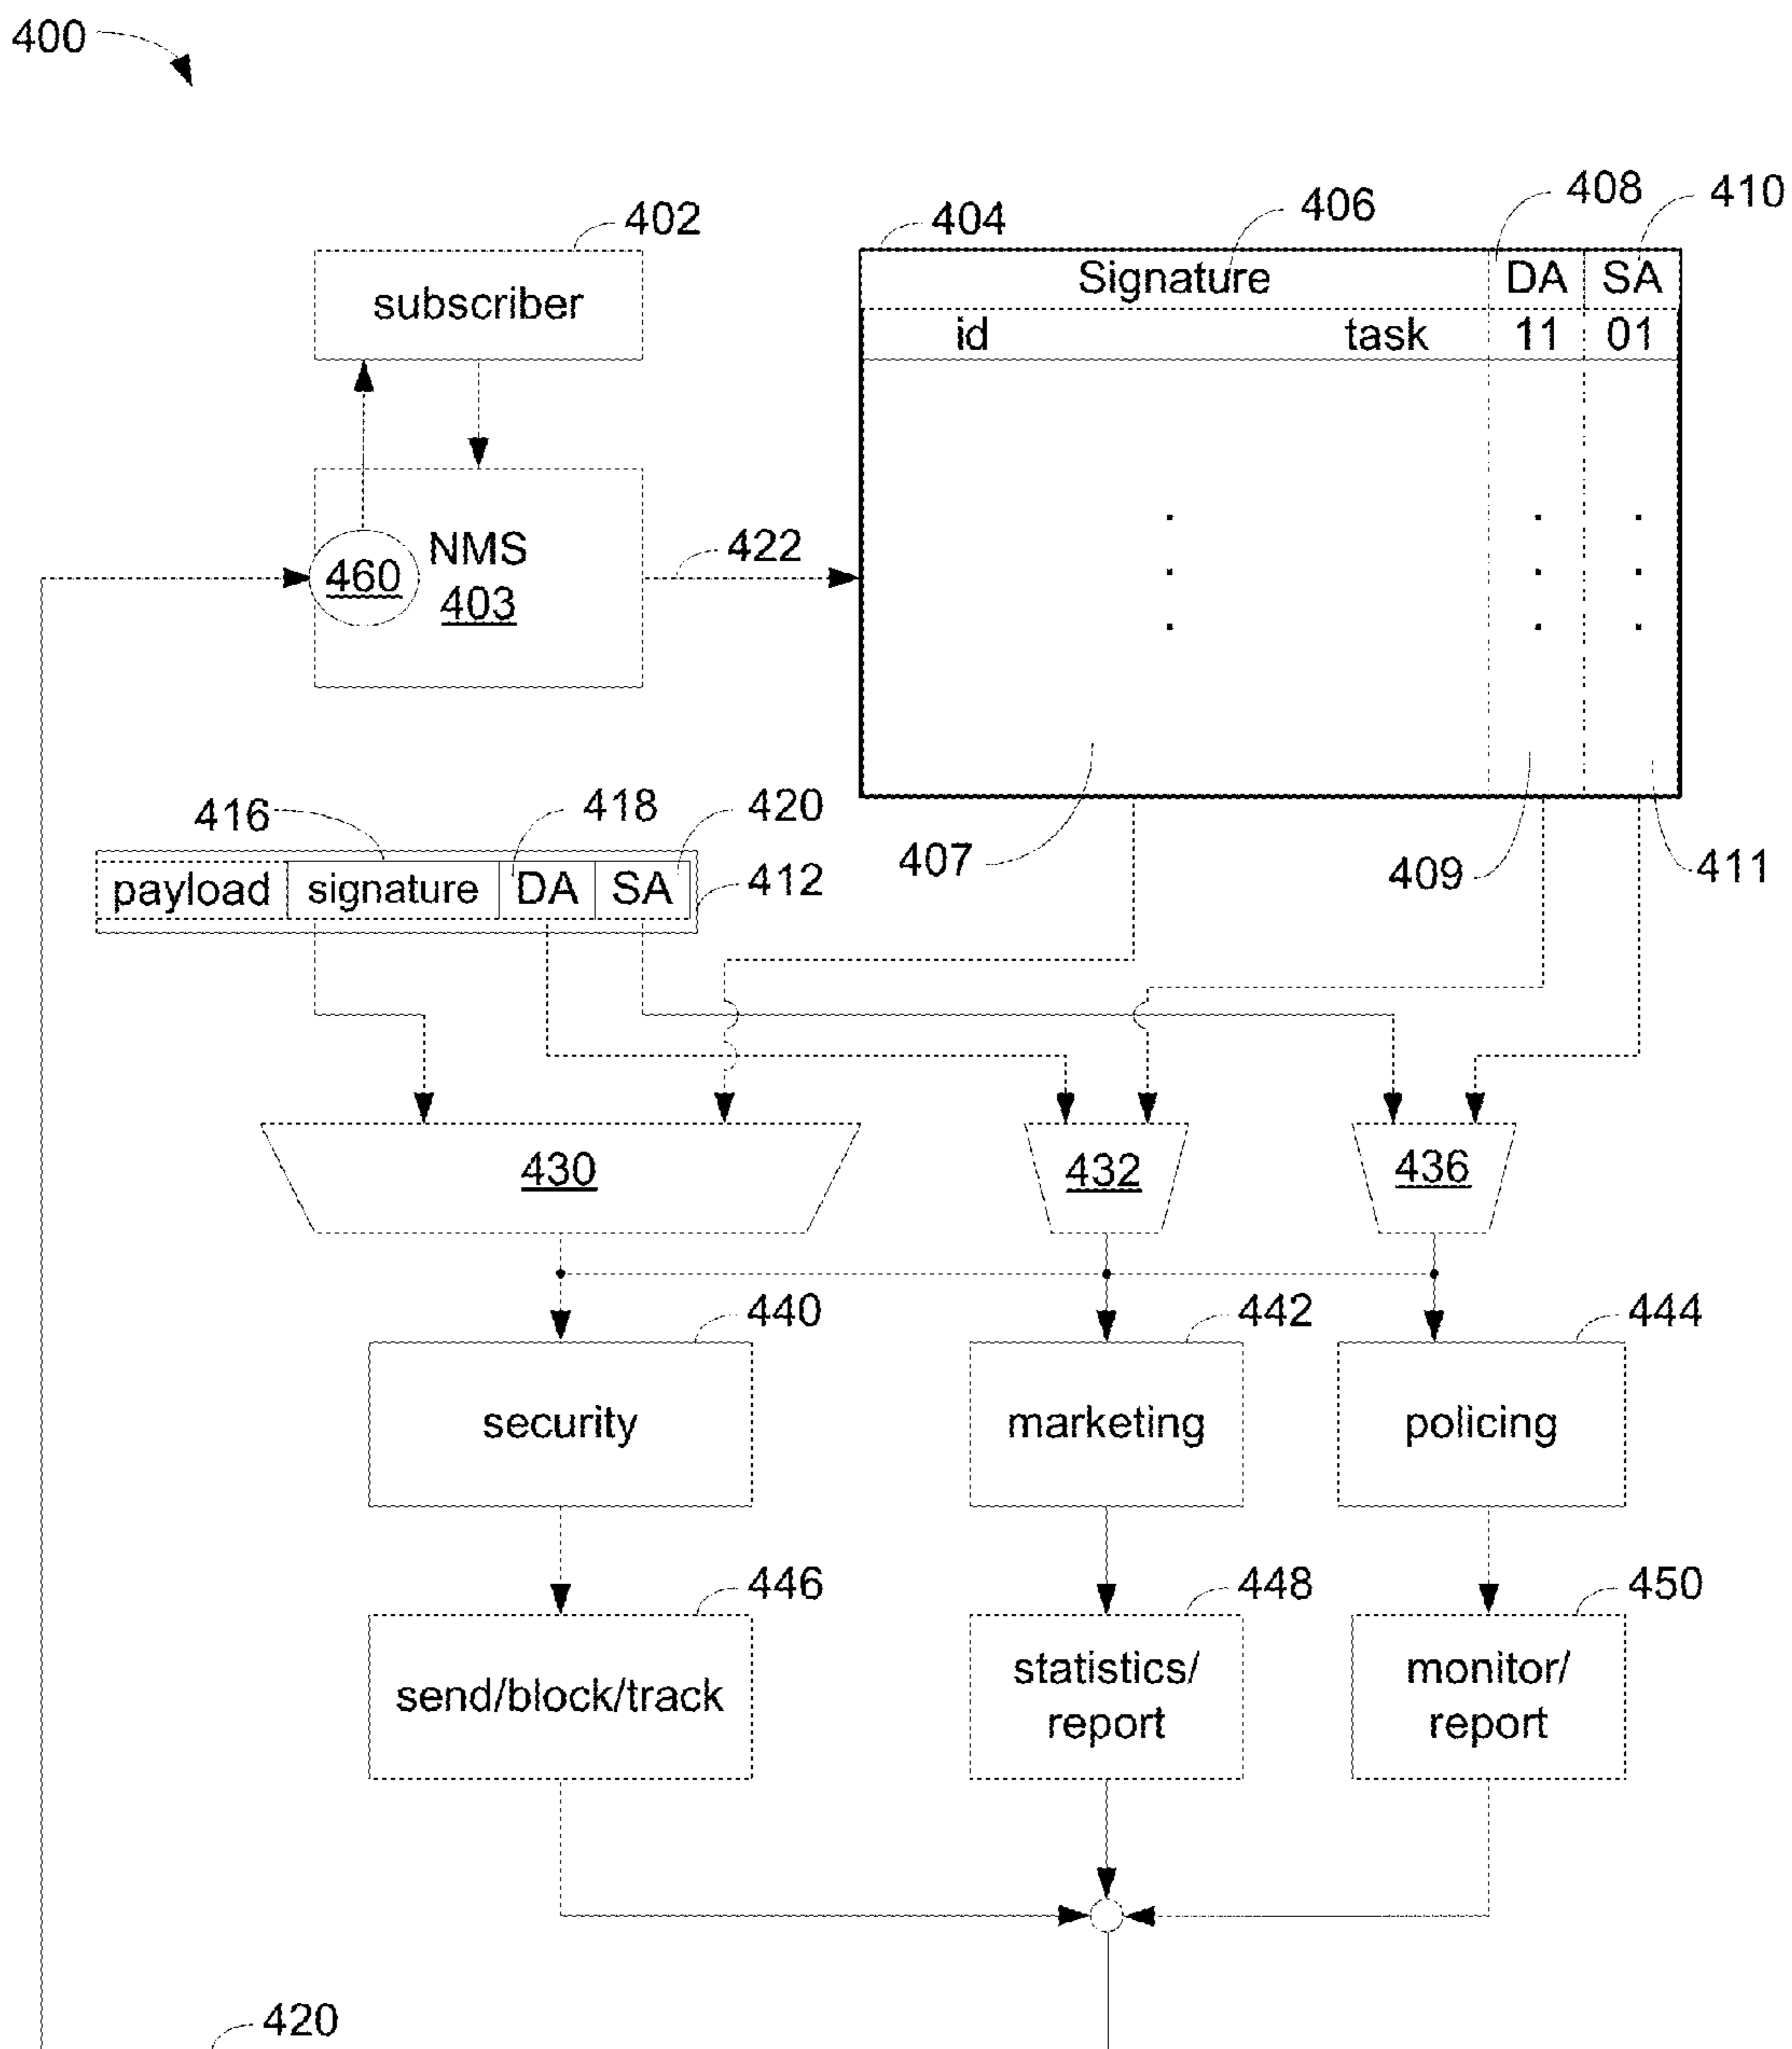 400
402
404
406
408
410
subscriber
Signature DA SA
id task 11 01
NMS
403
460
422
416
418
420
407
409
411
payload signature DA SA
412
430
432
436
440
442
444
security
marketing
policing
446
448
450
send/block/track
statistics/
report
monitor/
report
420